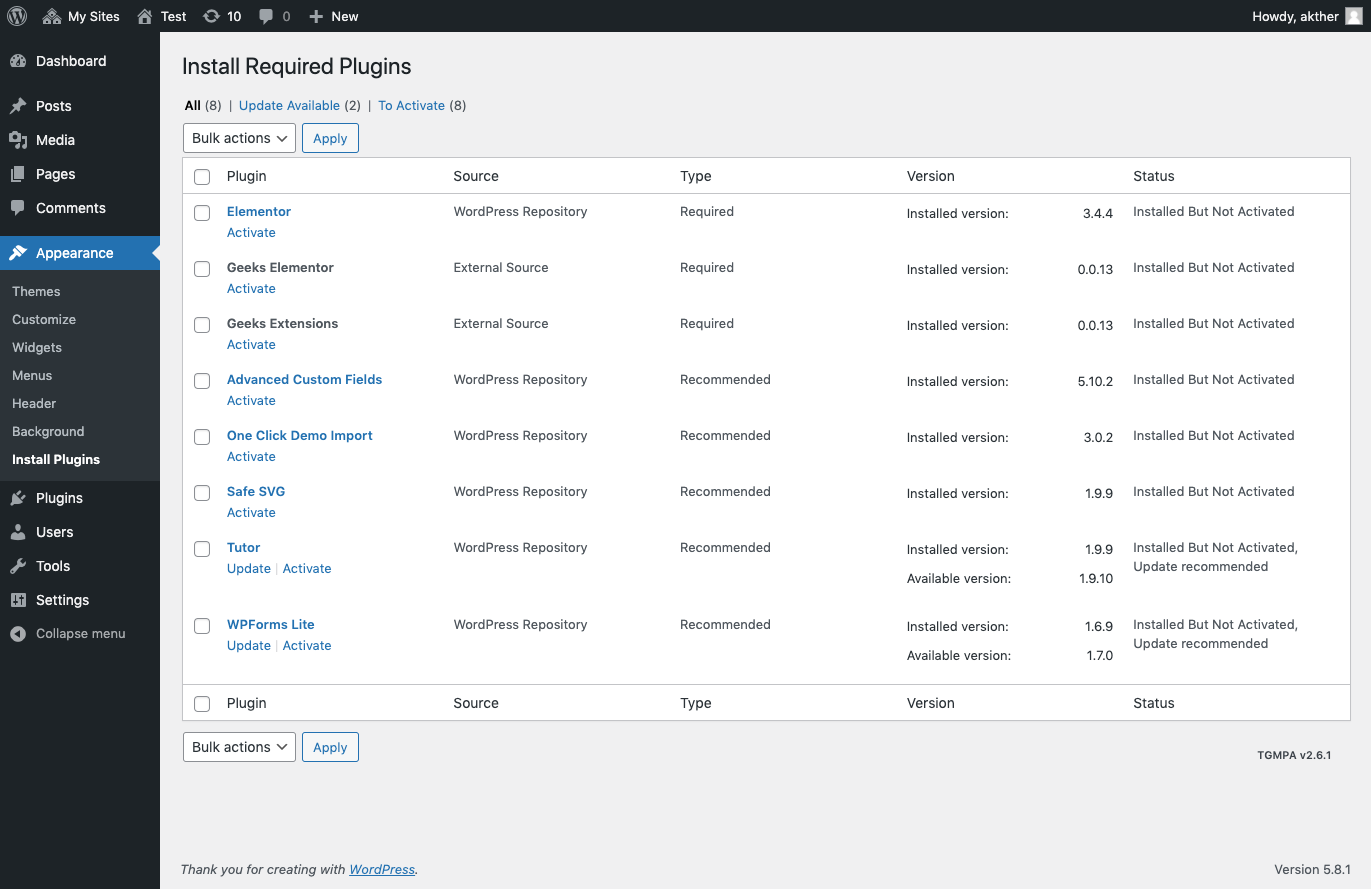 My Sites Test 10 0 New Howdy, akther
Dashboard
Posts
Media
Pages
Comments
Appearance
Themes
Customize
Widgets
Menus
Header
Background
Install Plugins
Plugins
Users
Tools
Settings
Collapse menu
Install Required Plugins
All (8) | Update Available (2) | To Activate (8)
Bulk actions Apply
Plugin Source Type Version Status
Elementor WordPress Repository Required Installed version: 3.4.4 Installed But Not Activated
Activate
Geeks Elementor External Source Required Installed version: 0.0.13 Installed But Not Activated
Activate
Geeks Extensions External Source Required Installed version: 0.0.13 Installed But Not Activated
Activate
Advanced Custom Fields WordPress Repository Recommended Installed version: 5.10.2 Installed But Not Activated
Activate
One Click Demo Import WordPress Repository Recommended Installed version: 3.0.2 Installed But Not Activated
Activate
Safe SVG WordPress Repository Recommended Installed version: 1.9.9 Installed But Not Activated
Activate
Tutor WordPress Repository Recommended Installed version: 1.9.9 Installed But Not Activated,
Update | Activate Available version: 1.9.10 Update recommended
WPForms Lite WordPress Repository Recommended Installed version: 1.6.9 Installed But Not Activated,
Update | Activate Available version: 1.7.0 Update recommended
Plugin Source Type Version Status
Bulk actions Apply
TGMPA v2.6.1
Thank you for creating with WordPress. Version 5.8.1